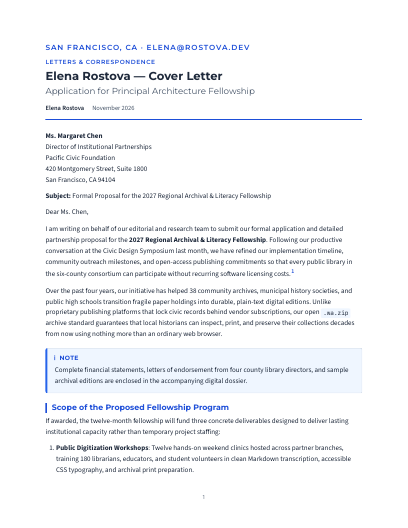 SAN FRANCISCO, CA · ELENA@ROSTOVA.DEV
LETTERS & CORRESPONDENCE
Elena Rostova — Cover Letter
Application for Principal Architecture Fellowship
Elena Rostova November 2026
Ms. Margaret Chen
Director of Institutional Partnerships
Pacific Civic Foundation
420 Montgomery Street, Suite 1800
San Francisco, CA 94104
Subject: Formal Proposal for the 2027 Regional Archival & Literacy Fellowship
Dear Ms. Chen,
I am writing on behalf of our editorial and research team to submit our formal application and detailed
partnership proposal for the 2027 Regional Archival & Literacy Fellowship. Following our productive
conversation at the Civic Design Symposium last month, we have refined our implementation timeline,
community outreach milestones, and open-access publishing commitments so that every public library in
the six-county consortium can participate without recurring software licensing costs.1
Over the past four years, our initiative has helped 38 community archives, municipal history societies, and
public high schools transition fragile paper holdings into durable, plain-text digital editions. Unlike
proprietary publishing platforms that lock civic records behind vendor subscriptions, our open .wa.zip
archive standard guarantees that local historians can inspect, print, and preserve their collections decades
from now using nothing more than an ordinary web browser.
i NOTE
Complete financial statements, letters of endorsement from four county library directors, and sample
archival editions are enclosed in the accompanying digital dossier.
Scope of the Proposed Fellowship Program
If awarded, the twelve-month fellowship will fund three concrete deliverables designed to deliver lasting
institutional capacity rather than temporary project staffing:
1. Public Digitization Workshops: Twelve hands-on weekend clinics hosted across partner branches,
training 180 librarians, educators, and student volunteers in clean Markdown transcription, accessible
CSS typography, and archival print preparation.
1